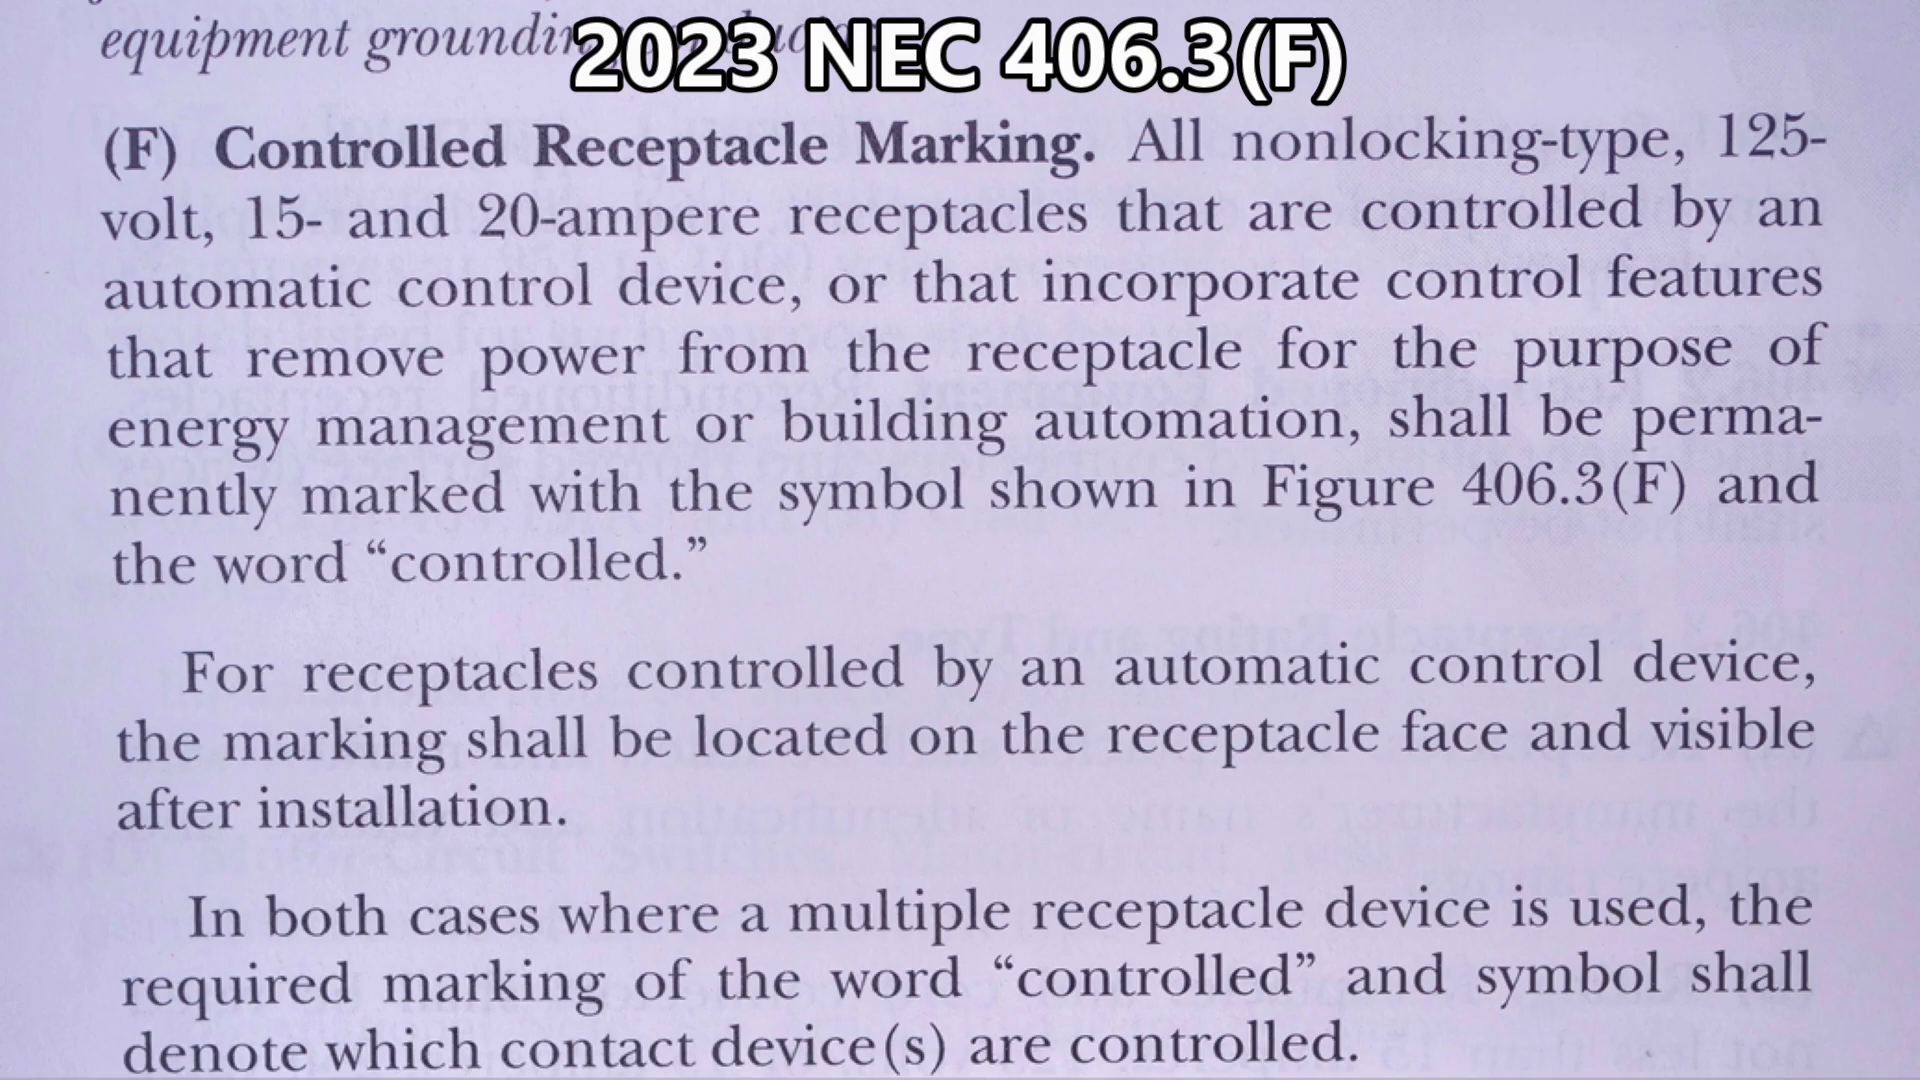 equipment groundin
2023 NEC 406.3(F)
(F) Controlled Receptacle Marking. All nonlocking-type, 125-
volt, 15- and 20-ampere receptacles that are controlled by an
automatic control device, or that incorporate control features
that remove power from the receptacle for the purpose of
energy management or building automation, shall be perma-
nently marked with the symbol shown in Figure 406.3(F) and
the word “controlled.”
For receptacles controlled by an automatic control device,
the marking shall be located on the receptacle face and visible
after installation.
In both cases where a multiple receptacle device is used, the
required marking of the word “controlled” and symbol shall
denote which contact device(s) are controlled.